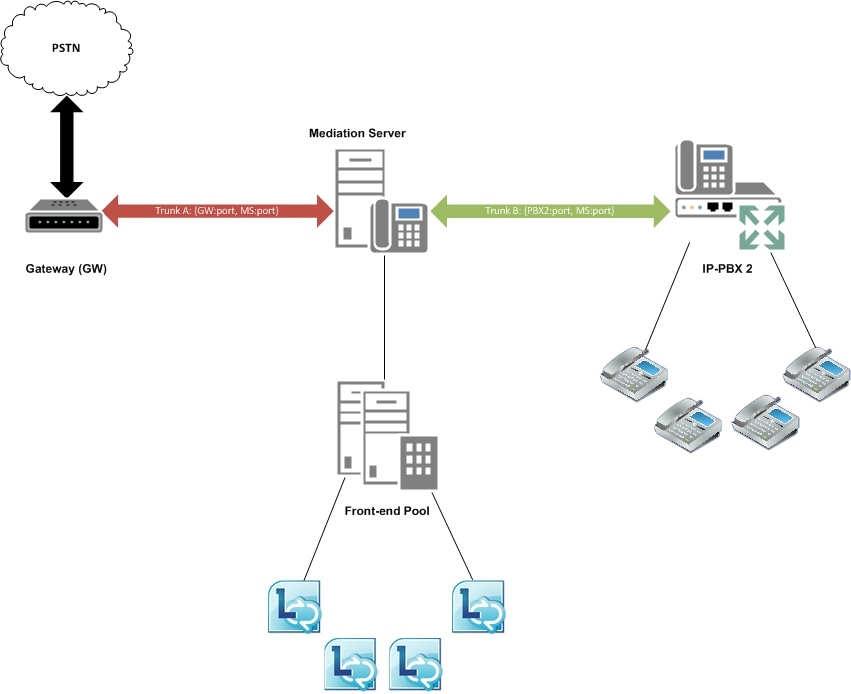 PSTN
Mediation Server
Trunk A: (GW:port, MS:port)
Trunk B: (PBX2:port, MS:port)
Gateway (GW)
IP-PBX 2
Front-end Pool
L
L
L
L